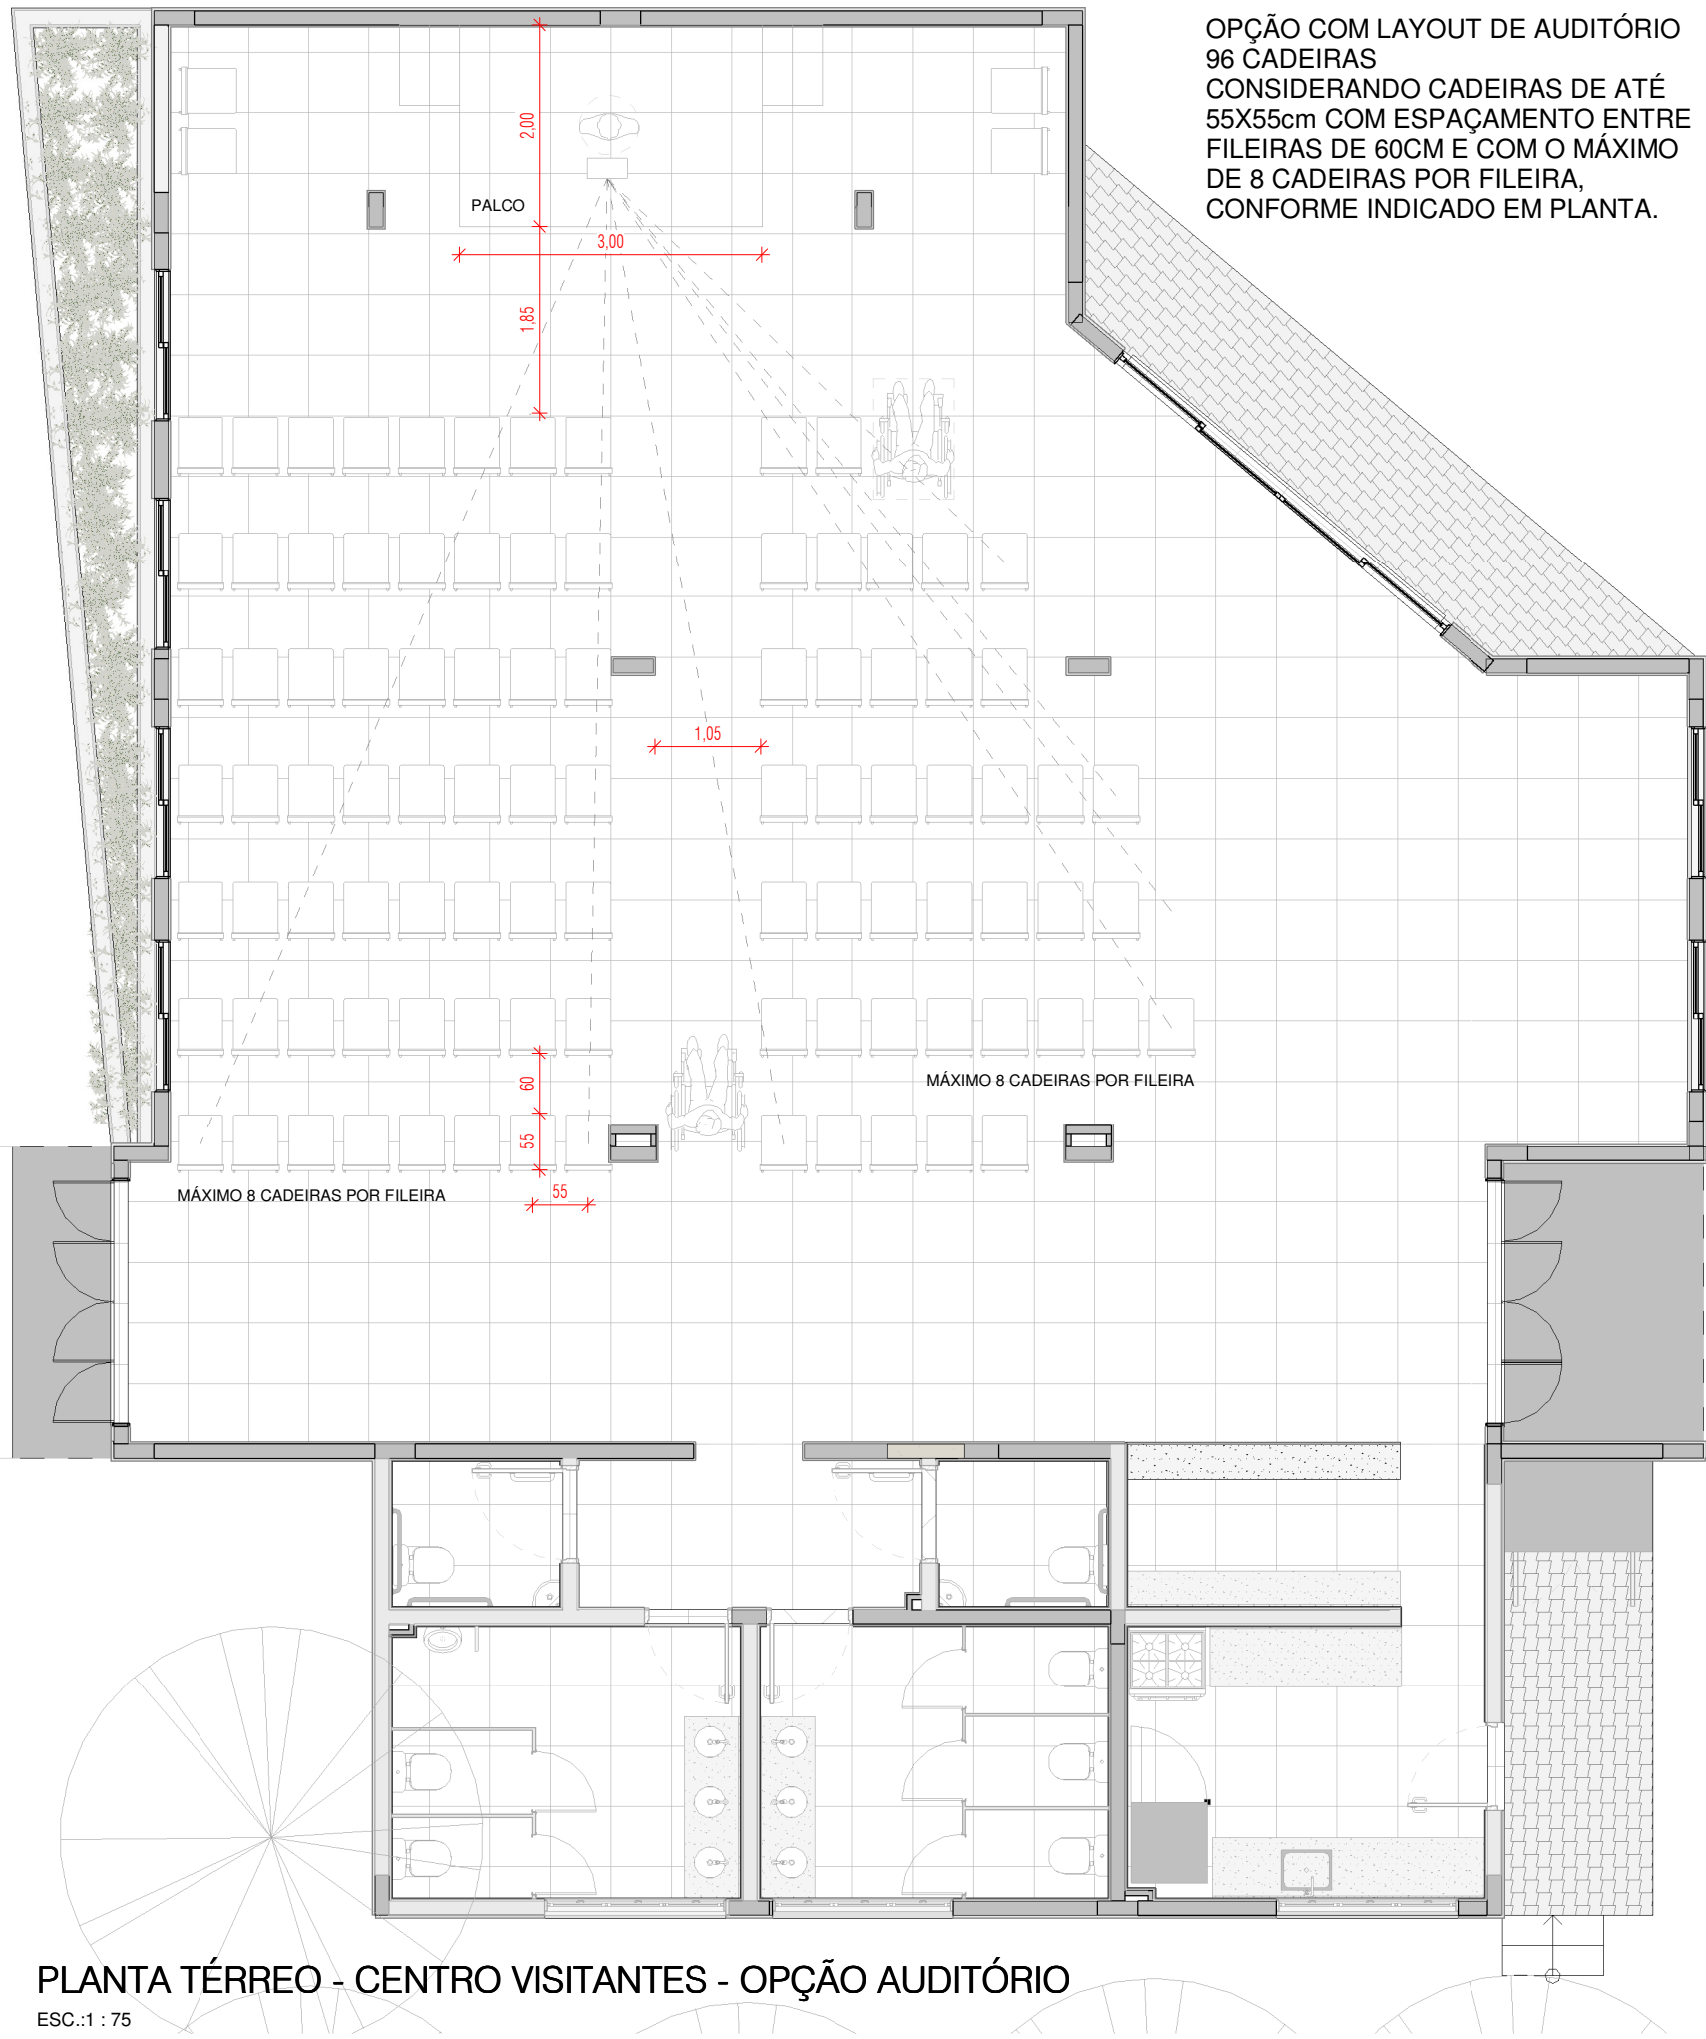 OPÇÃO COM LAYOUT DE AUDITÓRIO
96 CADEIRAS
CONSIDERANDO CADEIRAS DE ATÉ
55X55cm COM ESPAÇAMENTO ENTRE
FILEIRAS DE 60CM E COM O MÁXIMO
DE 8 CADEIRAS POR FILEIRA,
CONFORME INDICADO EM PLANTA.
2,00
PALCO
3,00
1,85
1,05
60
MÁXIMO 8 CADEIRAS POR FILEIRA
55
MÁXIMO 8 CADEIRAS POR FILEIRA
55
PLANTA TÉRREO - CENTRO VISITANTES - OPÇÃO AUDITÓRIO
ESC.:1 : 75